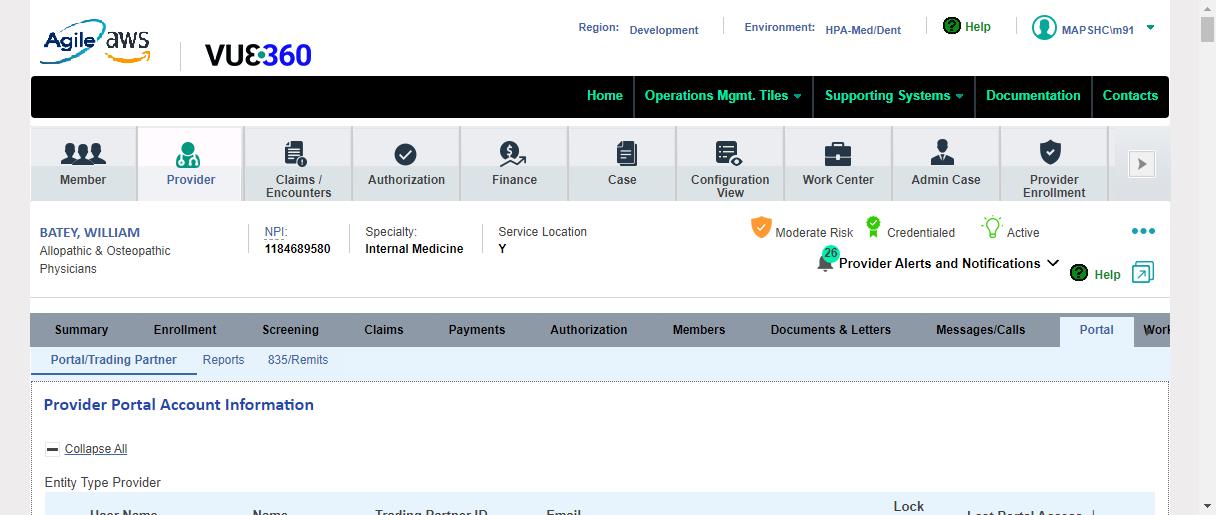 Agile aws
VUE360
Region: Development
Environment: HPA-Med/Dent
Help
MAPSHC\m91
Home
Operations Mgmt. Tiles
Supporting Systems
Documentation
Contacts
Member
Provider
Claims /
Encounters
Authorization
Finance
Case
Configuration
View
Work Center
Admin Case
Provider
Enrollment
BATEY, WILLIAM
Allopathic & Osteopathic
Physicians
NPI:
1184689580
Specialty:
Internal Medicine
Service Location
Y
Moderate Risk
Credentialed
Active
26
Provider Alerts and Notifications
Help
Summary
Enrollment
Screening
Claims
Payments
Authorization
Members
Documents & Letters
Messages/Calls
Portal
Work
Portal/Trading Partner
Reports
835/Remits
Provider Portal Account Information
Collapse All
Entity Type Provider
User Name
Name
Trading Partner ID
Email
Lock
Last Portal Access